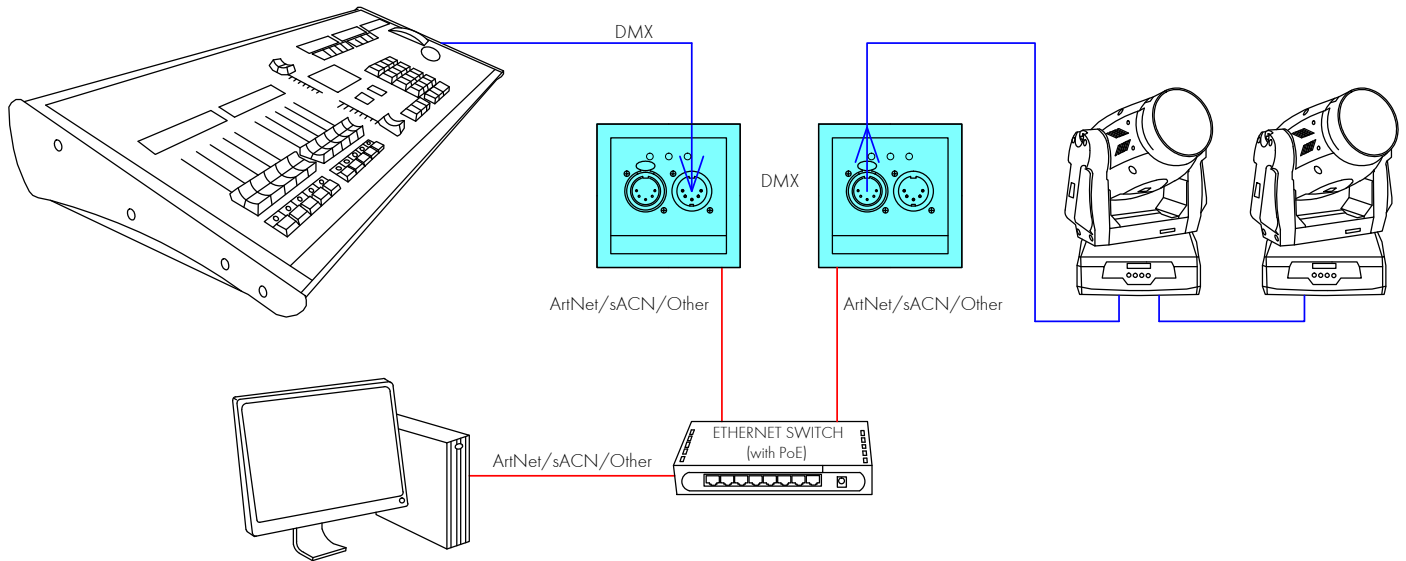 DMX
DMX
ArtNet/sACN/Other
ArtNet/sACN/Other
ETHERNET SWITCH
(with PoE)
ArtNet/sACN/Other